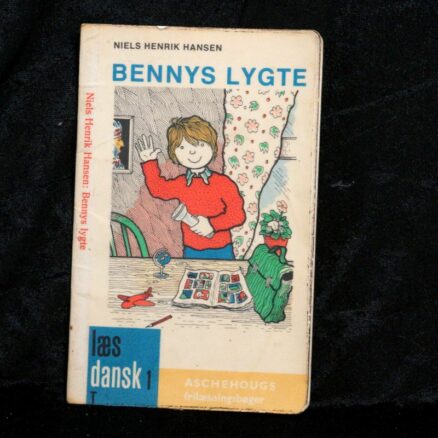 NIELS HENRIK HANSEN
BENNYS LYGTE
Niels Henrik Hansen: Bennys lygte
læs
dansk 1
T
ASCHEHOUGS
frilæsningsbøger